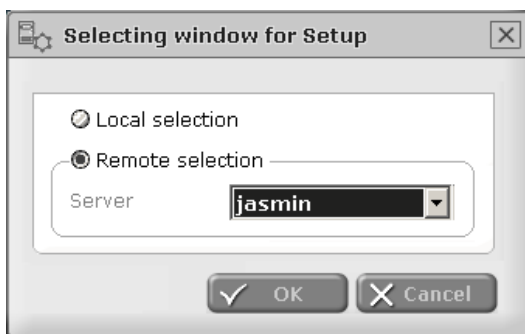 Selecting window for Setup
Local selection
Remote selection
Server jasmin
OK Cancel